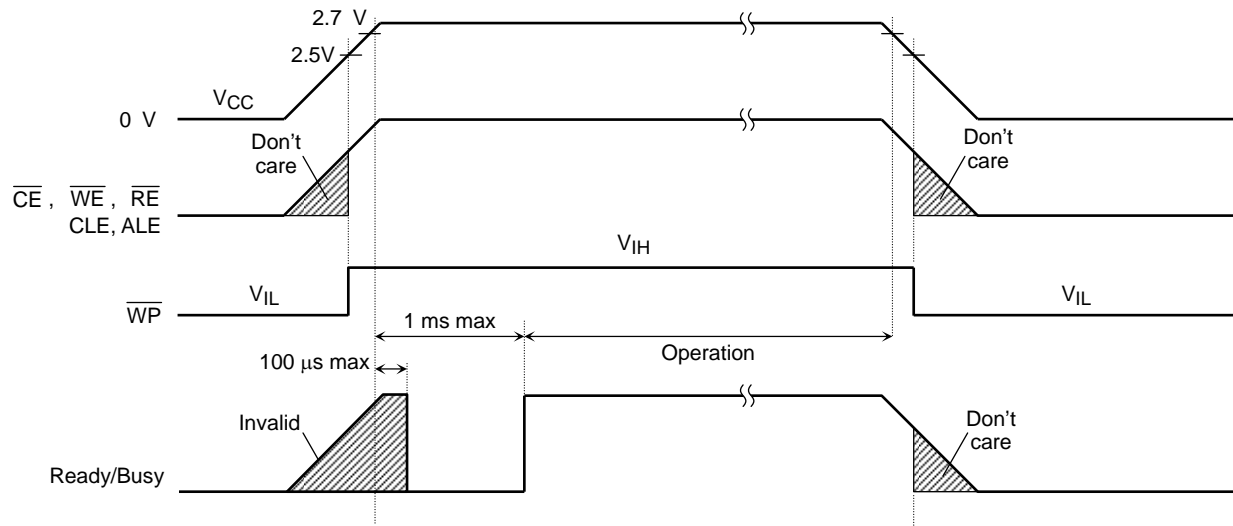 2.7 V
2.5V
VCC
0 V
Don't
care
Don't
care
CE , WE , RE
CLE, ALE
VIH
VIL
VIL
WP
1 ms max
Operation
100 μs max
Invalid
Don't
care
Ready/Busy